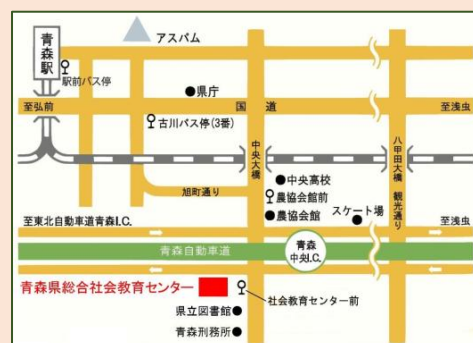 青森駅
アスパム
駅前バス停
県庁
至弘前
国
道
至浅虫
古川バス停(3番)
中央大橋
八甲田大橋
観光通り
中央高校
旭町通り
農協会館前
農協会館
スケート場
至東北自動車道青森I.C.
至浅虫
青森自動車道
青森
中央I.C.
青森県総合社会教育センター
社会教育センター前
県立図書館
青森刑務所